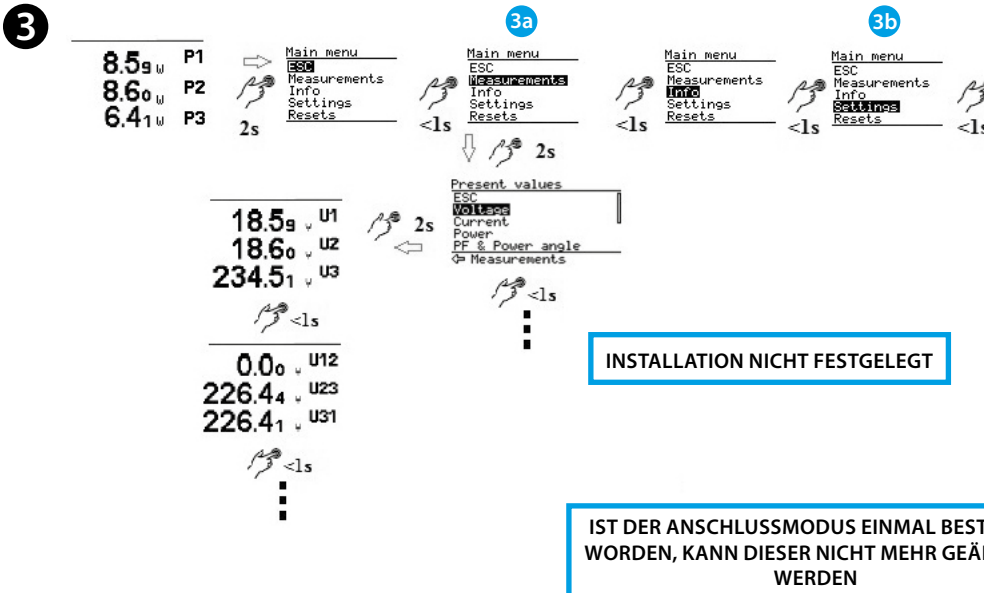 3
3a
3b
8.59 W P1
8.60 W P2
6.41 W P3
2s
Main menu
ESC
Measurements
Info
Settings
Resets
<1s
Main menu
ESC
Measurements
Info
Settings
Resets
<1s
Main menu
ESC
Measurements
Info
Settings
Resets
<1s
Main menu
ESC
Measurements
Info
Settings
Resets
<1s
2s
Present values
ESC
Voltage
Current
Power
PF & Power angle
Measurements
2s
18.59 V U1
18.60 V U2
234.51 V U3
<1s
<1s
0.00 V U12
226.44 V U23
226.41 V U31
<1s
INSTALLATION NICHT FESTGELEGT
IST DER ANSCHLUSSMODUS EINMAL BEST
WORDEN, KANN DIESER NICHT MEHR GEÄ
WERDEN